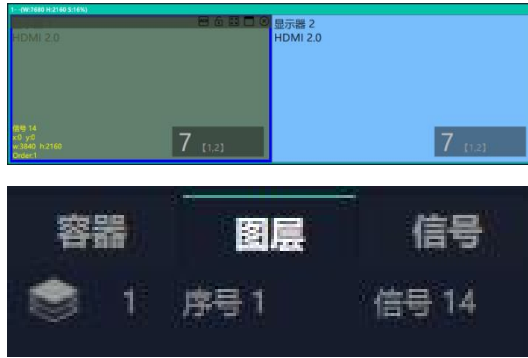 1- -(W:7680 H:2160 S:16%)
显示器 2
HDMI 2.0
HDMI 2.0
信号 14
x:0 y:0
w:3840 h:2160
Order:1
7 [1,2]
7 [1,2]
容器 图层 信号
1 序号 1 信号 14